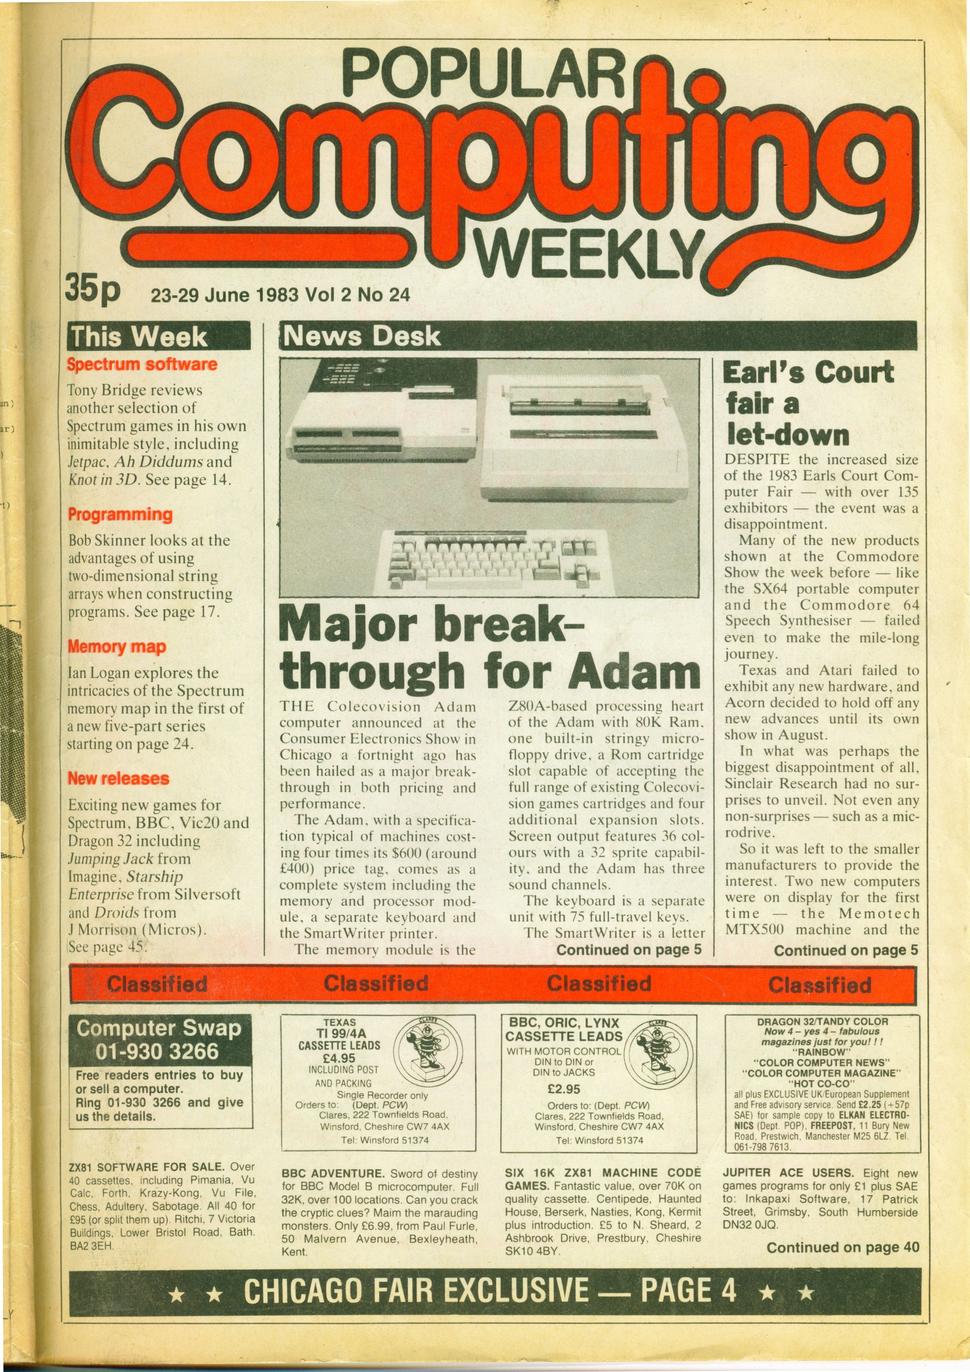 POPULAR
Computing
WEEKLY
35p 23-29 June 1983 Vol 2 No 24
This Week
Spectrum software
Tony Bridge reviews
another selection of
Spectrum games in his own
inimitable style, including
Jetpac, Ah Diddums and
Knot in 3D. See page 14.
Programming
Bob Skinner looks at the
advantages of using
two-dimensional string
arrays when constructing
programs. See page 17.
Memory map
Ian Logan explores the
intricacies of the Spectrum
memory map in the first of
a new five-part series
starting on page 24.
New releases
Exciting new games for
Spectrum, BBC, Vic20 and
Dragon 32 including
Jumping Jack from
Imagine, Starship
Enterprise from Silversoft
and Droids from
J Morrison (Micros).
See page 45.
News Desk
Major break-
through for Adam
THE Colecovision Adam
computer announced at the
Consumer Electronics Show in
Chicago a fortnight ago has
been hailed as a major break-
through in both pricing and
performance.
The Adam, with a specifica-
tion typical of machines cost-
ing four times its $600 (around
£400) price tag, comes as a
complete system including the
memory and processor mod-
ule, a separate keyboard and
the SmartWriter printer.
The memory module is the
Z80A-based processing heart
of the Adam with 80K Ram,
one built-in stringy micro-
floppy drive, a Rom cartridge
slot capable of accepting the
full range of existing Colecovi-
sion games cartridges and four
additional expansion slots.
Screen output features 36 col-
ours with a 32 sprite capabil-
ity, and the Adam has three
sound channels.
The keyboard is a separate
unit with 75 full-travel keys.
The SmartWriter is a letter
Continued on page 5
Earl's Court
fair a
let-down
DESPITE the increased size
of the 1983 Earls Court Com-
puter Fair — with over 135
exhibitors — the event was a
disappointment.
Many of the new products
shown at the Commodore
Show the week before — like
the SX64 portable computer
and the Commodore 64
Speech Synthesiser — failed
even to make the mile-long
journey.
Texas and Atari failed to
exhibit any new hardware, and
Acorn decided to hold off any
new advances until its own
show in August.
In what was perhaps the
biggest disappointment of all,
Sinclair Research had no sur-
prises to unveil. Not even any
non-surprises — such as a mic-
rodrive.
So it was left to the smaller
manufacturers to provide the
interest. Two new computers
were on display for the first
time — the Memotech
MTX500 machine and the
Continued on page 5
Classified Classified Classified Classified
Computer Swap
01-930 3266
Free readers entries to buy
or sell a computer.
Ring 01-930 3266 and give
us the details.
ZX81 SOFTWARE FOR SALE. Over
40 cassettes, including Pimania, Vu
Calc, Forth, Krazy-Kong, Vu File,
Chess, Adultery, Sabotage. All 40 for
£95 (or split them up). Ritchi, 7 Victoria
Buildings, Lower Bristol Road, Bath.
BA2 3EH.
TEXAS
TI 99/4A
CASSETTE LEADS
£4.95
INCLUDING POST
AND PACKING
Single Recorder only
Orders to: (Dept. PCW)
Clares, 222 Townfields Road,
Winsford, Cheshire CW7 4AX
Tel: Winsford 51374
CLARES
BBC ADVENTURE. Sword of destiny
for BBC Model B microcomputer. Full
32K, over 100 locations. Can you crack
the cryptic clues? Maim the marauding
monsters. Only £6.99, from Paul Furle,
50 Malvern Avenue, Bexleyheath,
Kent.
BBC, ORIC, LYNX
CASSETTE LEADS
WITH MOTOR CONTROL
DIN to DIN or
DIN to JACKS
£2.95
Orders to: (Dept. PCW)
Clares, 222 Townfields Road,
Winsford, Cheshire CW7 4AX
Tel: Winsford 51374
CLARES
SIX 16K ZX81 MACHINE CODE
GAMES. Fantastic value, over 70K on
quality cassette. Centipede, Haunted
House, Berserk, Nasties, Kong, Kermit
plus introduction. £5 to N. Sheard, 2
Ashbrook Drive, Prestbury, Cheshire
SK10 4BY.
DRAGON 32/TANDY COLOR
Now 4 – yes 4 – fabulous
magazines just for you! ! !
"RAINBOW"
"COLOR COMPUTER NEWS"
"COLOR COMPUTER MAGAZINE"
"HOT CO-CO"
all plus EXCLUSIVE UK/European Supplement
and Free advisory service. Send £2.25 (+57p
SAE) for sample copy to ELKAN ELECTRO-
NICS (Dept. POP), FREEPOST, 11 Bury New
Road, Prestwich, Manchester M25 6LZ. Tel.
061-798 7613.
JUPITER ACE USERS. Eight new
games programs for only £1 plus SAE
to: Inkapaxi Software, 17 Patrick
Street, Grimsby, South Humberside
DN32 0JQ.
Continued on page 40
★ ★ CHICAGO FAIR EXCLUSIVE — PAGE 4 ★ ★